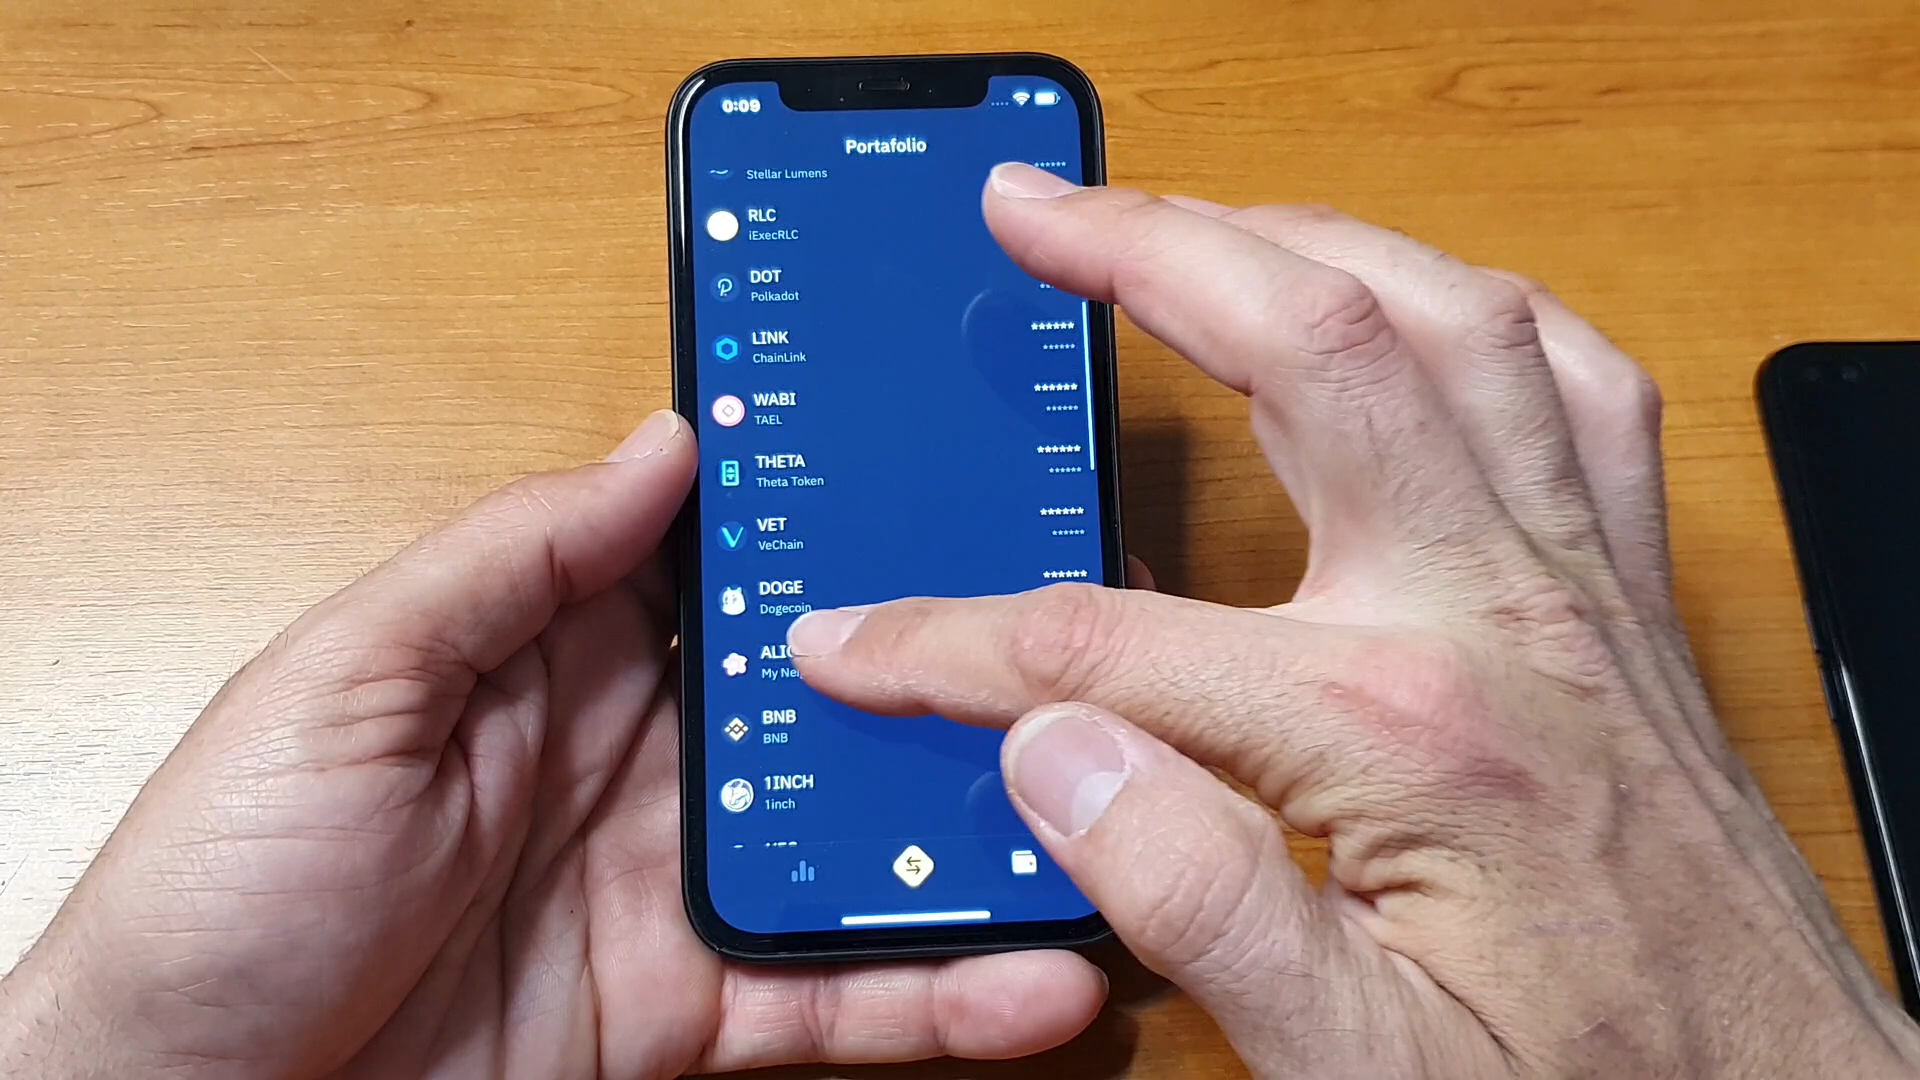 0:09
Portafolio
Stellar Lumens
******
RLC
iExecRLC
DOT
Polkadot
LINK
******
ChainLink
******
WABI
******
TAEL
******
THETA
******
Theta Token
******
VET
******
VeChain
******
DOGE
******
Dogecoin
My
BNB
BNB
1INCH
1inch